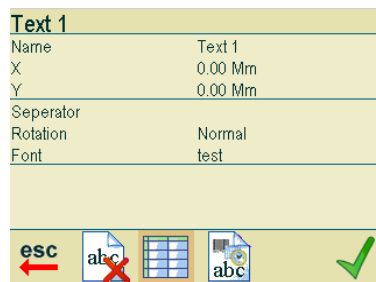 Text 1
Name Text 1
X 0.00 Mm
Y 0.00 Mm
Seperator
Rotation Normal
Font test
esc abc abc